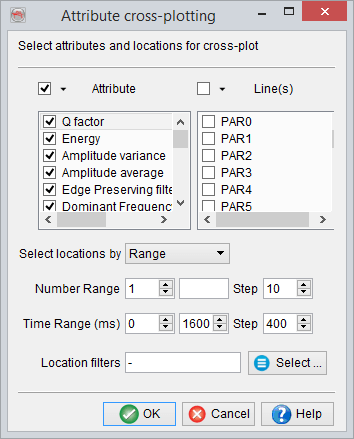 Attribute cross-plotting
Select attributes and locations for cross-plot
Attribute Line(s)
Q factor PAR0
Energy PAR1
Amplitude variance PAR2
Amplitude average PAR3
Edge Preserving filte PAR4
Dominant Frequency PAR5
Select locations by Range
Number Range 1 Step 10
Time Range (ms) 0 1600 Step 400
Location filters - Select ...
OK Cancel Help